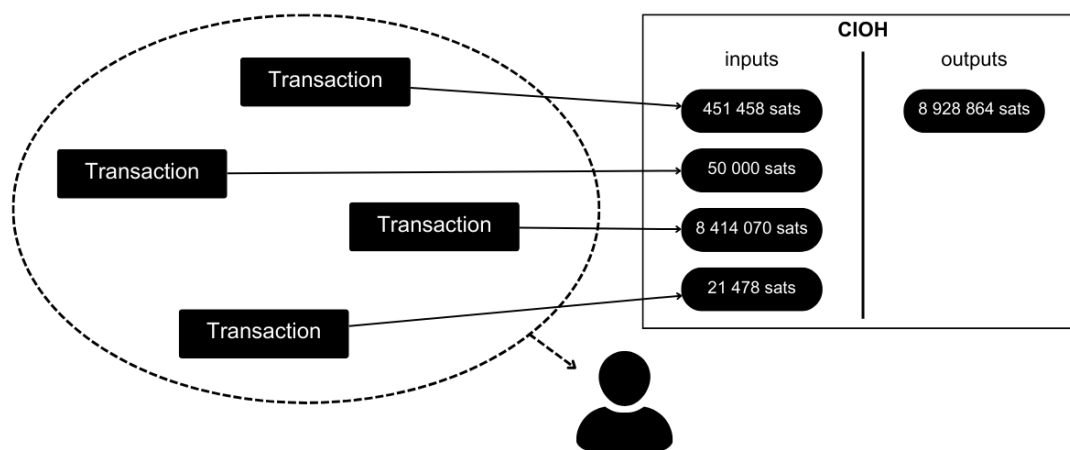 CIOH
inputs
outputs
Transaction
451 458 sats
8 928 864 sats
Transaction
50 000 sats
Transaction
8 414 070 sats
21 478 sats
Transaction